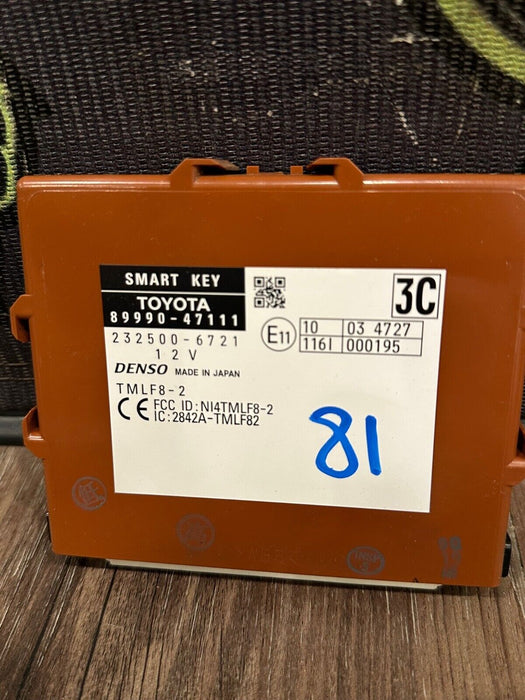 SMART KEY
TOYOTA
89990-47111
3C
232500-6721
12V
E11
10 03 4727
116I 000195
DENSO MADE IN JAPAN
TMLF8-2
CE FCC ID: NI4TMLF8-2
IC: 2842A-TMLF82
81